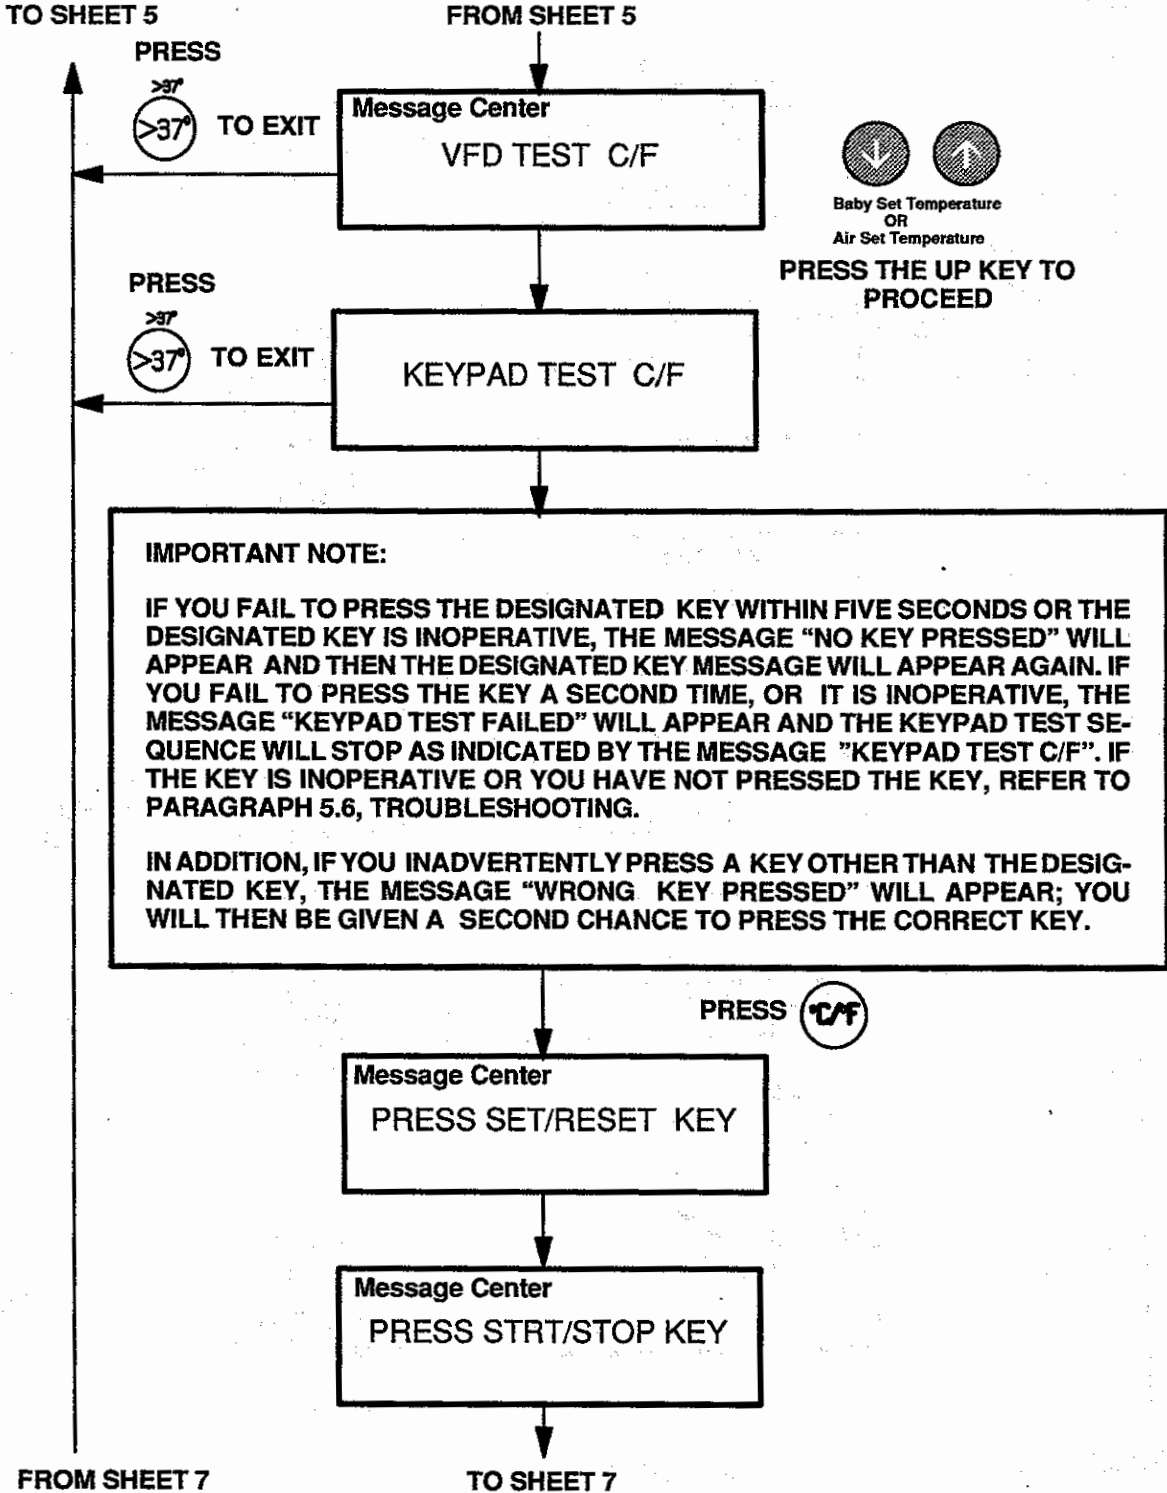 TO SHEET 5
FROM SHEET 5
PRESS
>37°
>37°
TO EXIT
Message Center
VFD TEST C/F
Baby Set Temperature
OR
Air Set Temperature
PRESS THE UP KEY TO
PROCEED
PRESS
>37°
>37°
TO EXIT
KEYPAD TEST C/F
IMPORTANT NOTE:
IF YOU FAIL TO PRESS THE DESIGNATED KEY WITHIN FIVE SECONDS OR THE
DESIGNATED KEY IS INOPERATIVE, THE MESSAGE “NO KEY PRESSED” WILL
APPEAR AND THEN THE DESIGNATED KEY MESSAGE WILL APPEAR AGAIN. IF
YOU FAIL TO PRESS THE KEY A SECOND TIME, OR IT IS INOPERATIVE, THE
MESSAGE “KEYPAD TEST FAILED” WILL APPEAR AND THE KEYPAD TEST SE-
QUENCE WILL STOP AS INDICATED BY THE MESSAGE ”KEYPAD TEST C/F”. IF
THE KEY IS INOPERATIVE OR YOU HAVE NOT PRESSED THE KEY, REFER TO
PARAGRAPH 5.6, TROUBLESHOOTING.
IN ADDITION, IF YOU INADVERTENTLY PRESS A KEY OTHER THAN THE DESIG-
NATED KEY, THE MESSAGE “WRONG KEY PRESSED” WILL APPEAR; YOU
WILL THEN BE GIVEN A SECOND CHANCE TO PRESS THE CORRECT KEY.
PRESS °C/°F
Message Center
PRESS SET/RESET KEY
Message Center
PRESS STRT/STOP KEY
FROM SHEET 7
TO SHEET 7